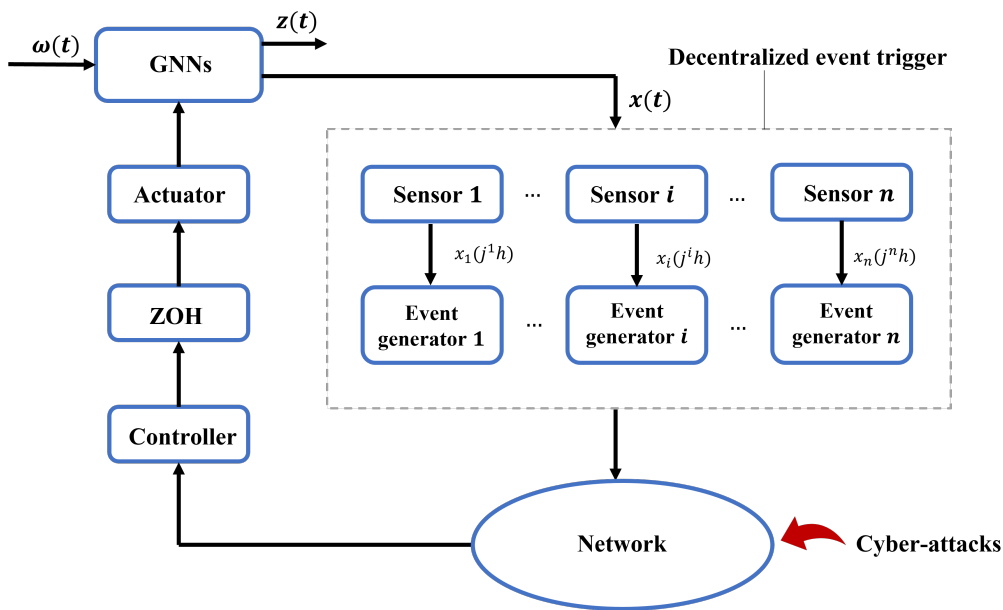 z(t)
ω(t)
GNNs
Decentralized event trigger
x(t)
Actuator
Sensor 1
...
Sensor i
...
Sensor n
x₁(j¹h)
xᵢ(jⁱh)
xₙ(jⁿh)
ZOH
Event
generator 1
...
Event
generator i
...
Event
generator n
Controller
Network
Cyber-attacks